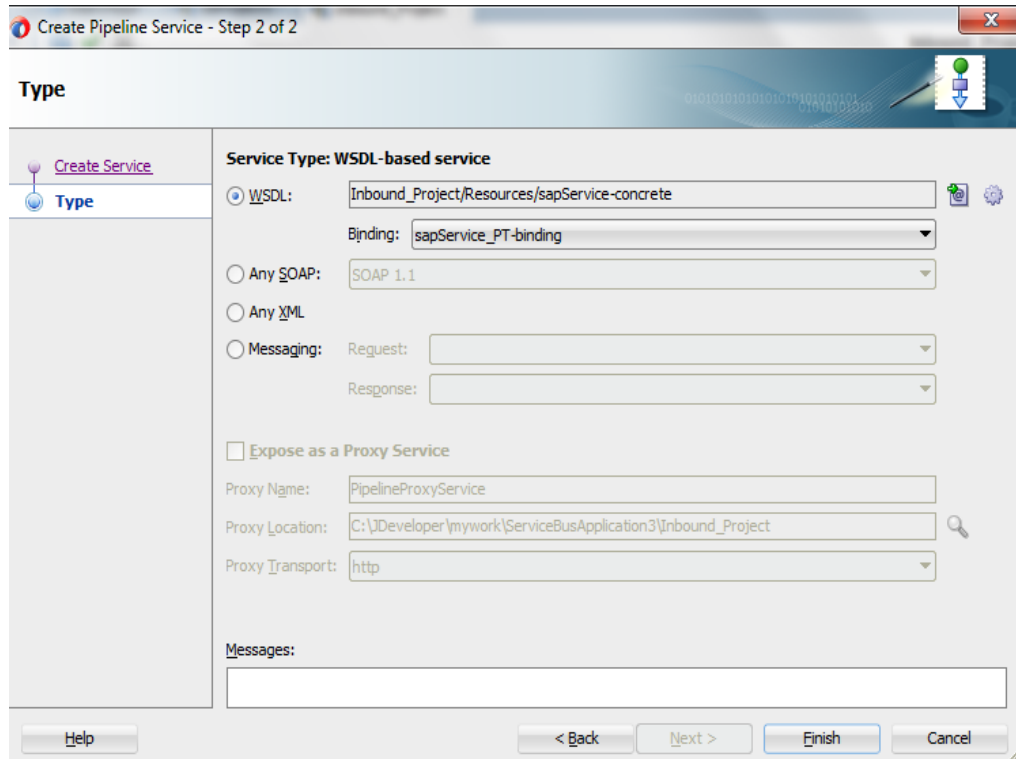 Create Pipeline Service - Step 2 of 2
Type
Create Service
Type
Service Type: WSDL-based service
WSDL: Inbound_Project/Resources/sapService-concrete
Binding: sapService_PT-binding
Any SOAP: SOAP 1.1
Any XML
Messaging: Request:
Response:
Expose as a Proxy Service
Proxy Name: PipelineProxyService
Proxy Location: C:\JDeveloper\mywork\ServiceBusApplication3\Inbound_Project
Proxy Transport: http
Messages:
Help < Back Next > Finish Cancel